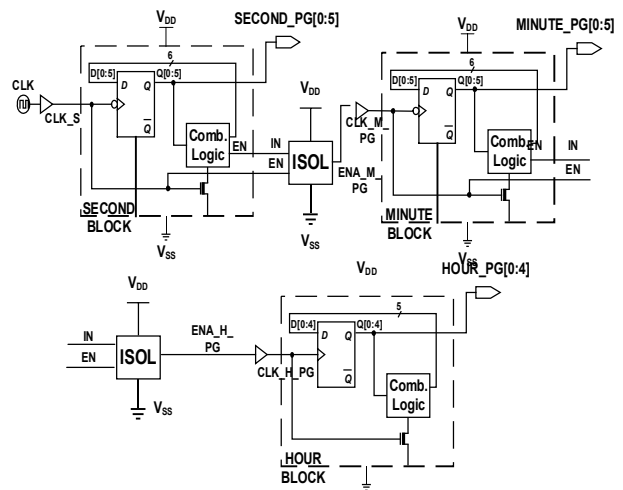 SECOND_PG[0:5]
V_DD
6
D[0:5]
D
Q
Q[0:5]
CLK
CLK_S
Q
Comb.
Logic
EN
IN
EN
SECOND
BLOCK
V_SS
V_DD
ISOL
V_SS
CLK_M_
PG
ENA_M_
PG
MINUTE_PG[0:5]
V_DD
6
D[0:5]
D
Q
Q[0:5]
Q
Comb.
Logic
EN
IN
EN
MINUTE
BLOCK
V_SS
V_DD
IN
EN
ISOL
V_SS
ENA_H_
PG
CLK_H_PG
HOUR_PG[0:4]
V_DD
5
D[0:4]
D
Q
Q[0:4]
Q
Comb.
Logic
HOUR
BLOCK